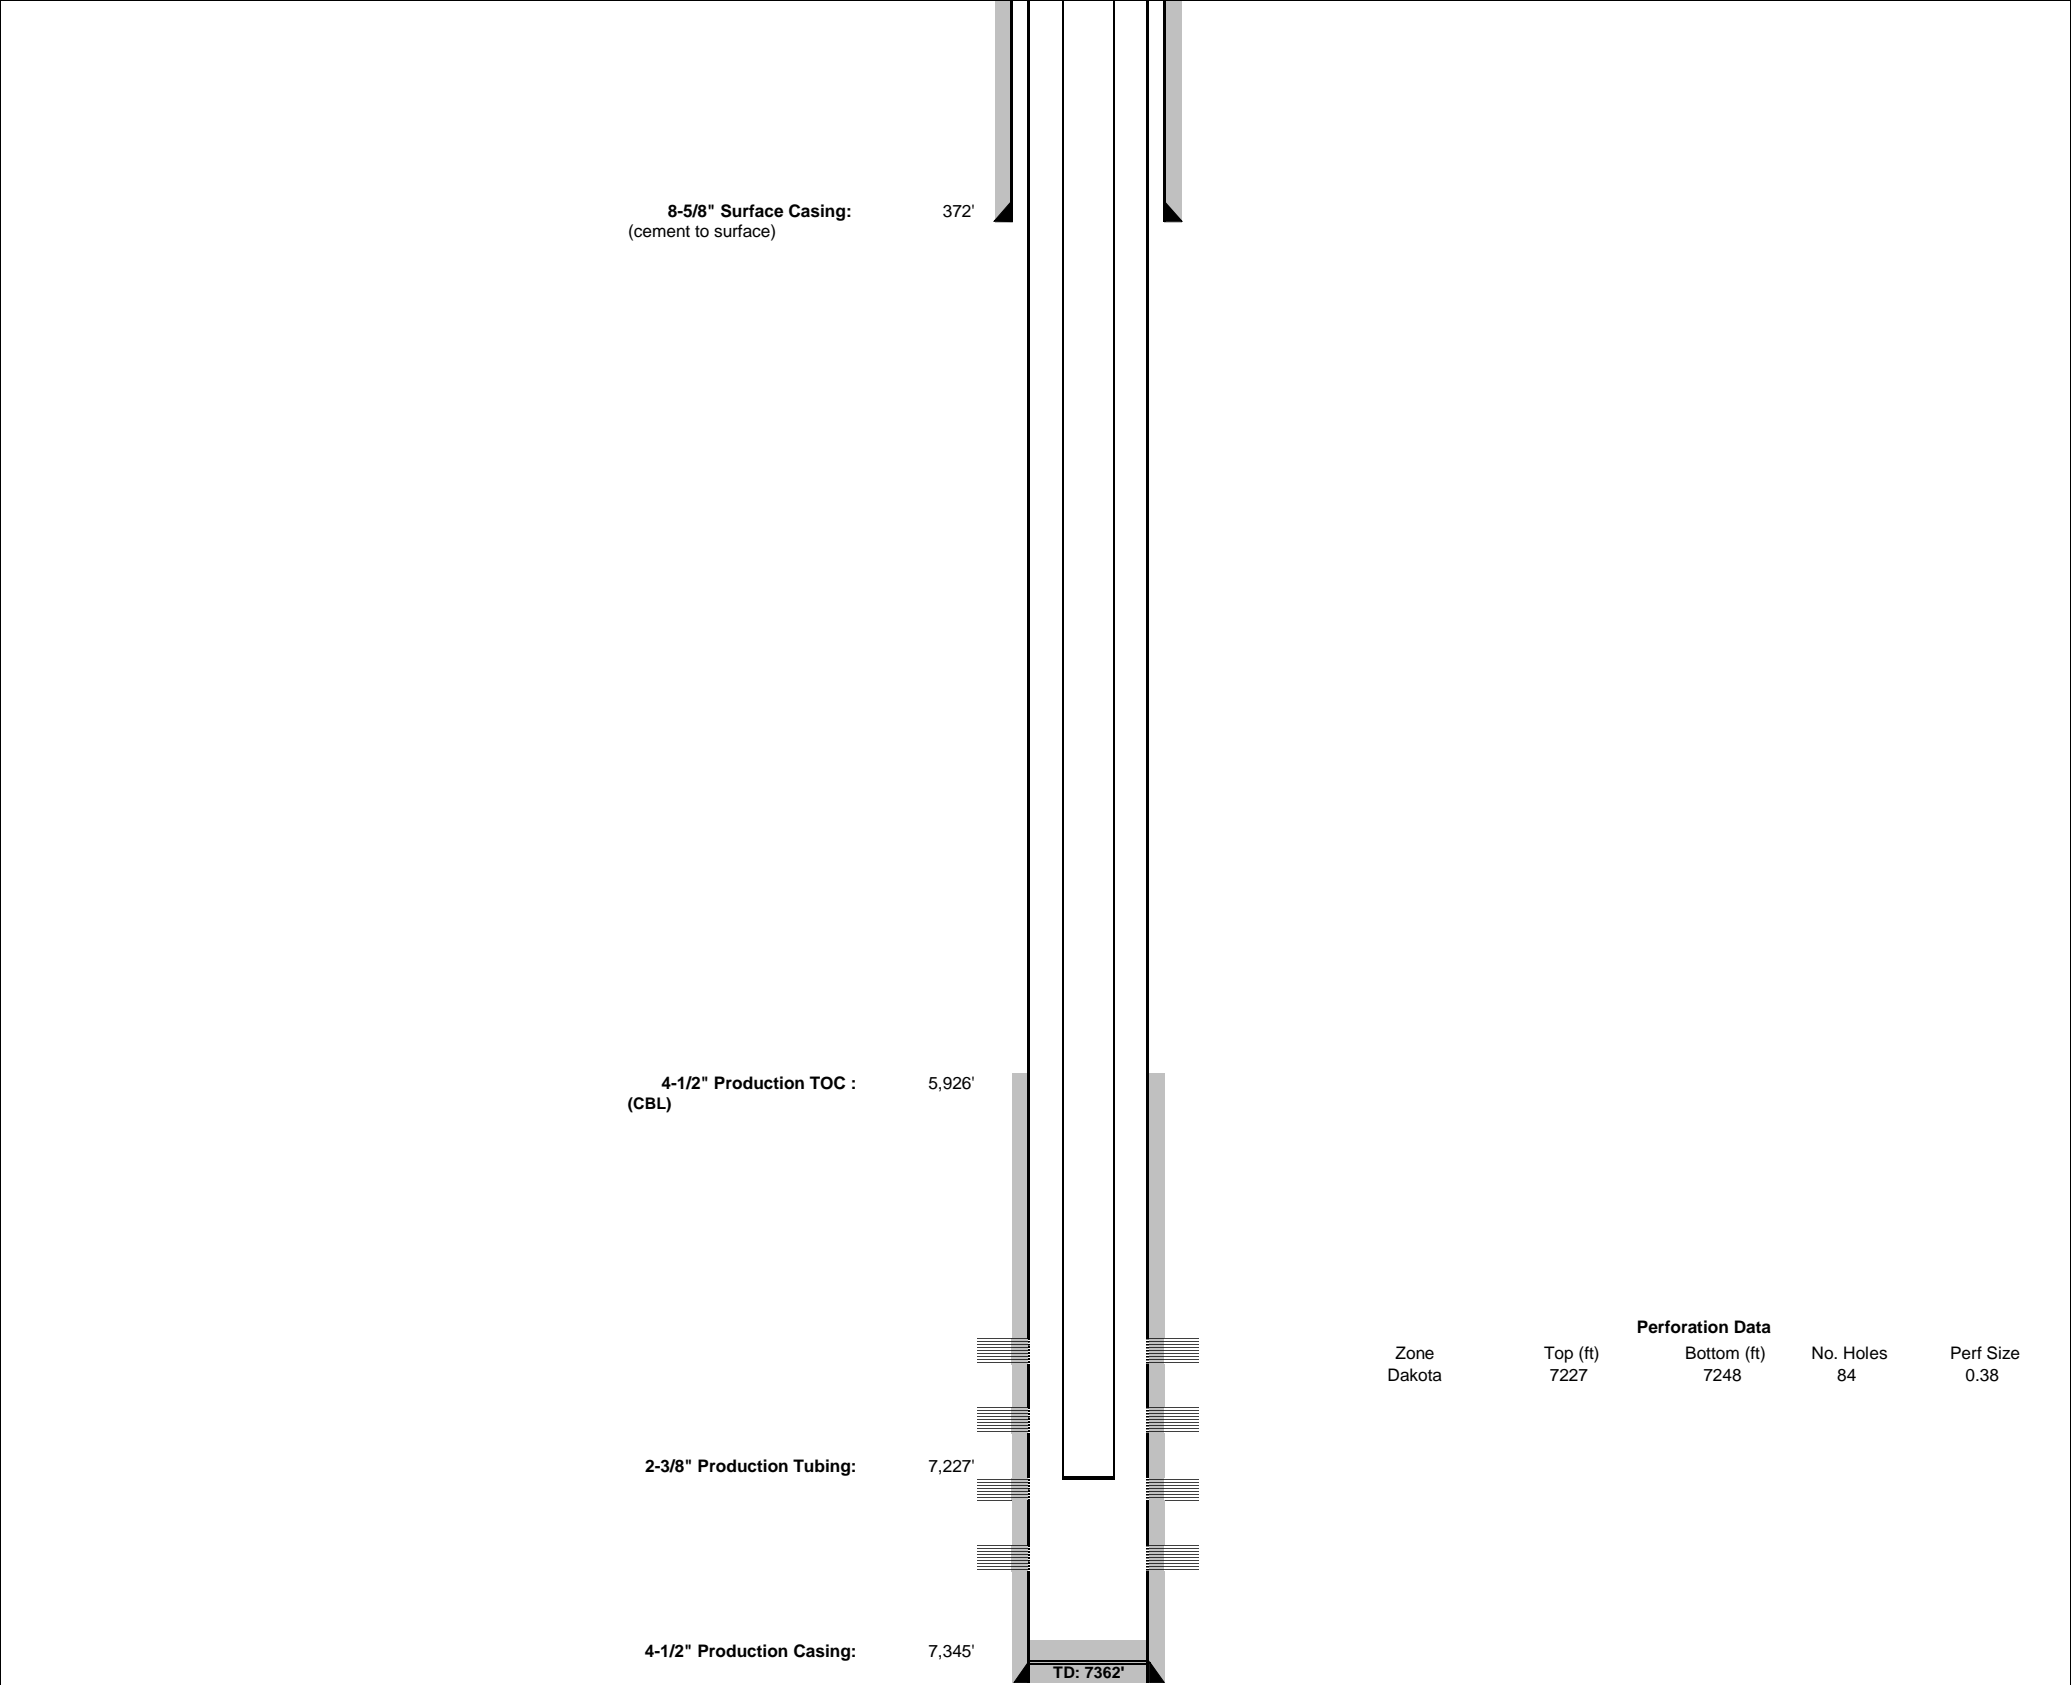 8-5/8" Surface Casing: 372'
(cement to surface)
4-1/2" Production TOC : 5,926'
(CBL)
Perforation Data
Zone Top (ft) Bottom (ft) No. Holes Perf Size
Dakota 7227 7248 84 0.38
2-3/8" Production Tubing: 7,227'
4-1/2" Production Casing: 7,345'
TD: 7362'